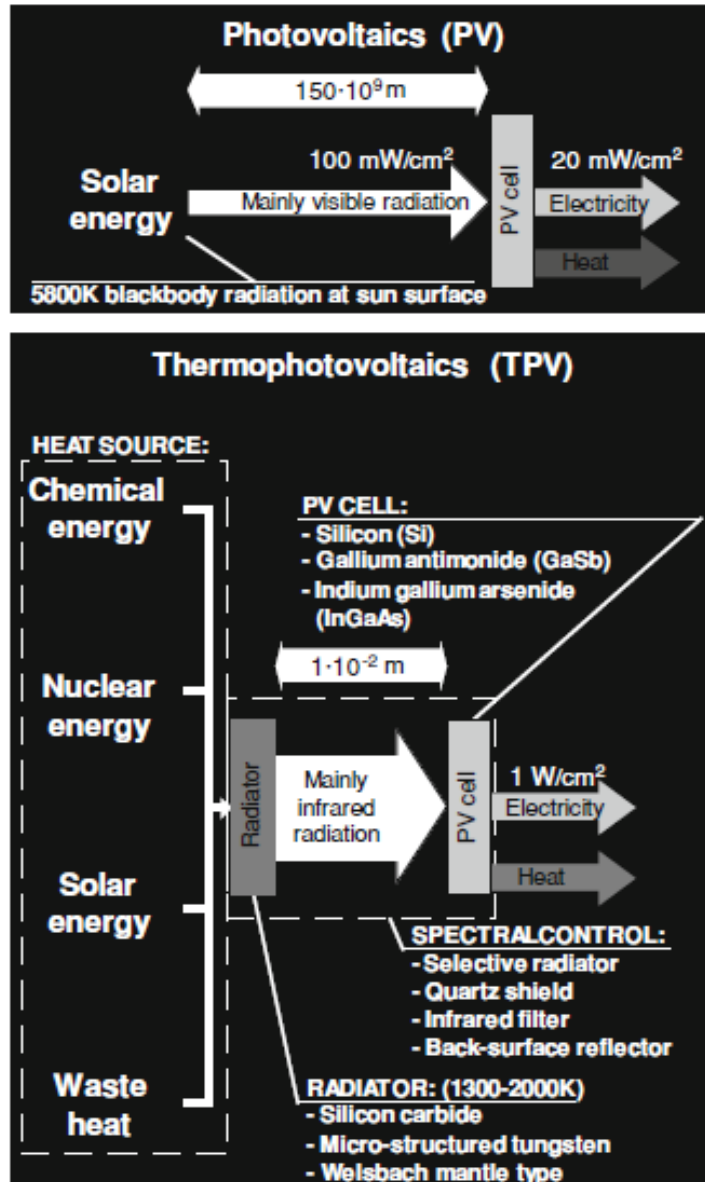 Photovoltaics (PV)
150·10⁹ m
100 mW/cm²
20 mW/cm²
Solar
energy
Mainly visible radiation
PV cell
Electricity
Heat
5800K blackbody radiation at sun surface
Thermophotovoltaics (TPV)
HEAT SOURCE:
Chemical
energy
Nuclear
energy
Solar
energy
Waste
heat
PV CELL:
- Silicon (Si)
- Gallium antimonide (GaSb)
- Indium gallium arsenide
(InGaAs)
1·10⁻² m
Radiator
Mainly
infrared
radiation
PV cell
1 W/cm²
Electricity
Heat
SPECTRALCONTROL:
- Selective radiator
- Quartz shield
- Infrared filter
- Back-surface reflector
RADIATOR: (1300-2000K)
- Silicon carbide
- Micro-structured tungsten
- Welsbach mantle type